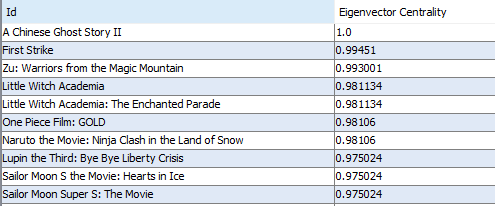 Id Eigenvector Centrality
A Chinese Ghost Story II 1.0
First Strike 0.99451
Zu: Warriors from the Magic Mountain 0.993001
Little Witch Academia 0.981134
Little Witch Academia: The Enchanted Parade 0.981134
One Piece Film: GOLD 0.98106
Naruto the Movie: Ninja Clash in the Land of Snow 0.98106
Lupin the Third: Bye Bye Liberty Crisis 0.975024
Sailor Moon S the Movie: Hearts in Ice 0.975024
Sailor Moon Super S: The Movie 0.975024